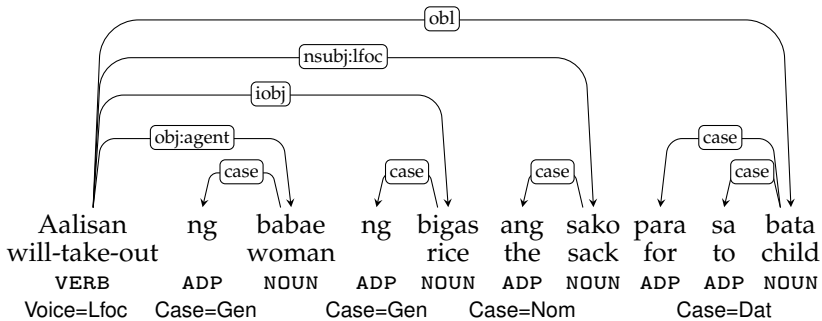 obl
nsubj:lfoc
iobj
obj:agent case
case case case case
Aalisan ng babae ng bigas ang sako para sa bata
will-take-out woman rice the sack for to child
VERB ADP NOUN ADP NOUN ADP NOUN ADP ADP NOUN
Voice=Lfoc Case=Gen Case=Gen Case=Nom Case=Dat